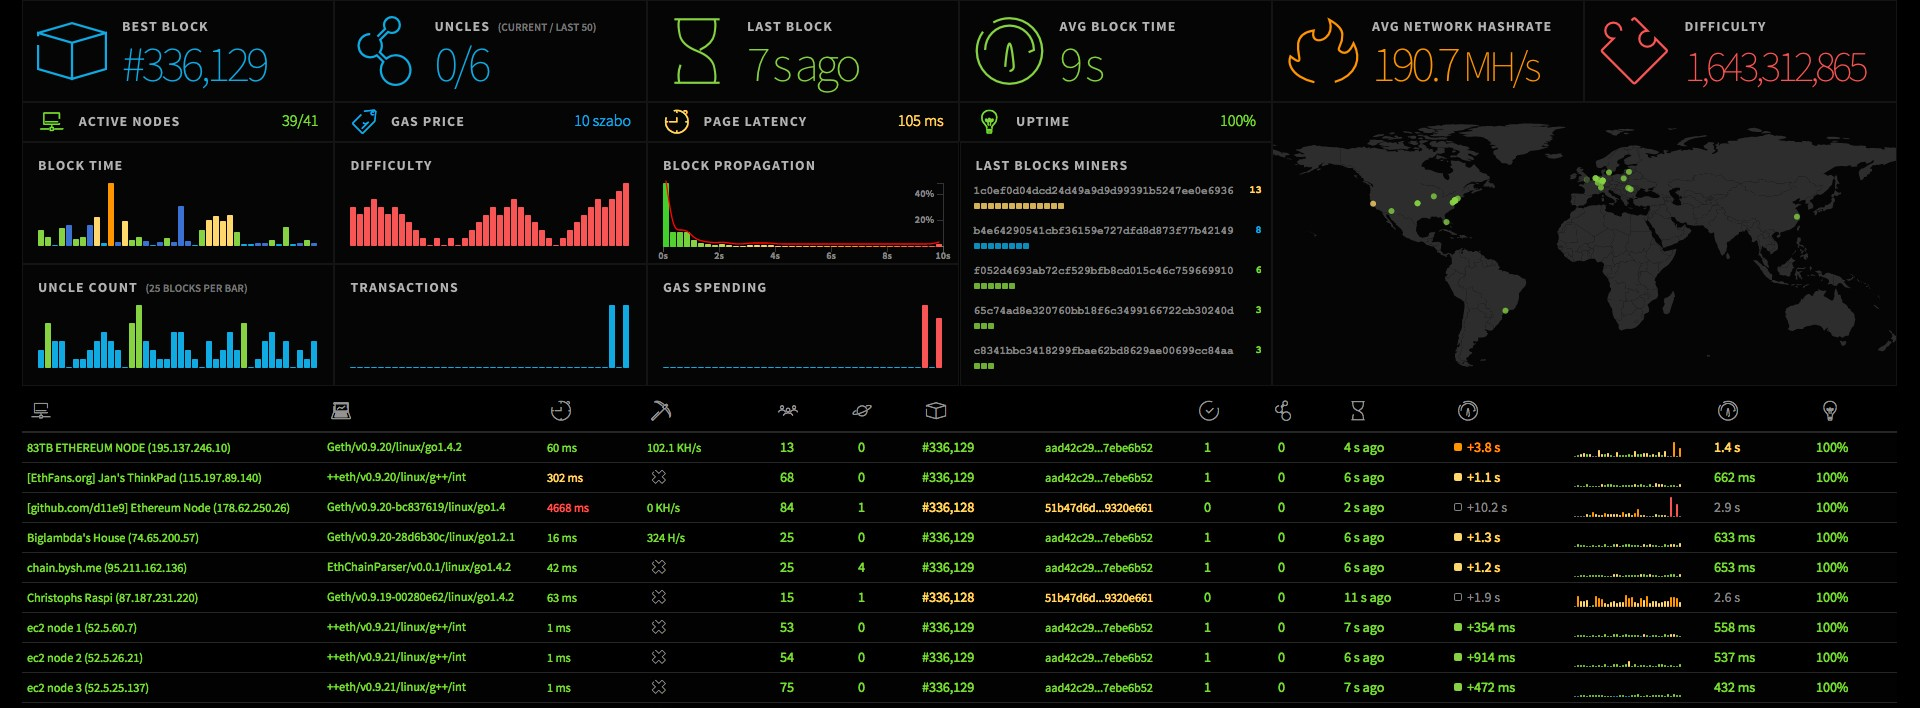 BEST BLOCK
#336,129
UNCLES (CURRENT / LAST 50)
0/6
LAST BLOCK
7 s ago
AVG BLOCK TIME
9 s
AVG NETWORK HASHRATE
190.7 MH/s
DIFFICULTY
1,643,312,865
ACTIVE NODES 39/41
GAS PRICE 10 szabo
PAGE LATENCY 105 ms
UPTIME 100%
BLOCK TIME
DIFFICULTY
BLOCK PROPAGATION
40%
20%
0s 2s 4s 6s 8s 10s
LAST BLOCKS MINERS
1c0ef0d04dcd24d49a9d9d99391b5247ee0e6936 13
b4e64290541cbf36159e727dfd8d873f77b42149 8
f052d4693ab72cf529bfb8cd015c46c759669910 6
65c74ad8e320760bb18f6c3499166722cb30240d 3
c8341bbc3418299fbae62bd8629ae00699cc84aa 3
UNCLE COUNT (25 BLOCKS PER BAR)
TRANSACTIONS
GAS SPENDING
83TB ETHEREUM NODE (195.137.246.10) Geth/v0.9.20/linux/go1.4.2 60 ms 102.1 KH/s 13 0 #336,129 aad42c29...7ebe6b52 1 0 4 s ago +3.8 s 1.4 s 100%
[EthFans.org] Jan's ThinkPad (115.197.89.140) ++eth/v0.9.20/linux/g++/int 302 ms 68 0 #336,129 aad42c29...7ebe6b52 1 0 6 s ago +1.1 s 662 ms 100%
[github.com/d11e9] Ethereum Node (178.62.250.26) Geth/v0.9.20-bc837619/linux/go1.4 4668 ms 0 KH/s 84 1 #336,128 51b47d6d...9320e661 0 0 2 s ago +10.2 s 2.9 s 100%
Biglambda's House (74.65.200.57) Geth/v0.9.20-28d6b30c/linux/go1.2.1 16 ms 324 H/s 25 0 #336,129 aad42c29...7ebe6b52 1 0 6 s ago +1.3 s 633 ms 100%
chain.bysh.me (95.211.162.136) EthChainParser/v0.0.1/linux/go1.4.2 42 ms 25 4 #336,129 aad42c29...7ebe6b52 1 0 6 s ago +1.2 s 653 ms 100%
Christophs Raspi (87.187.231.220) Geth/v0.9.19-00280e62/linux/go1.4.2 63 ms 15 1 #336,128 51b47d6d...9320e661 0 0 11 s ago +1.9 s 2.6 s 100%
ec2 node 1 (52.5.60.7) ++eth/v0.9.21/linux/g++/int 1 ms 53 0 #336,129 aad42c29...7ebe6b52 1 0 7 s ago +354 ms 558 ms 100%
ec2 node 2 (52.5.26.21) ++eth/v0.9.21/linux/g++/int 1 ms 54 0 #336,129 aad42c29...7ebe6b52 1 0 6 s ago +914 ms 537 ms 100%
ec2 node 3 (52.5.25.137) ++eth/v0.9.21/linux/g++/int 1 ms 75 0 #336,129 aad42c29...7ebe6b52 1 0 7 s ago +472 ms 432 ms 100%